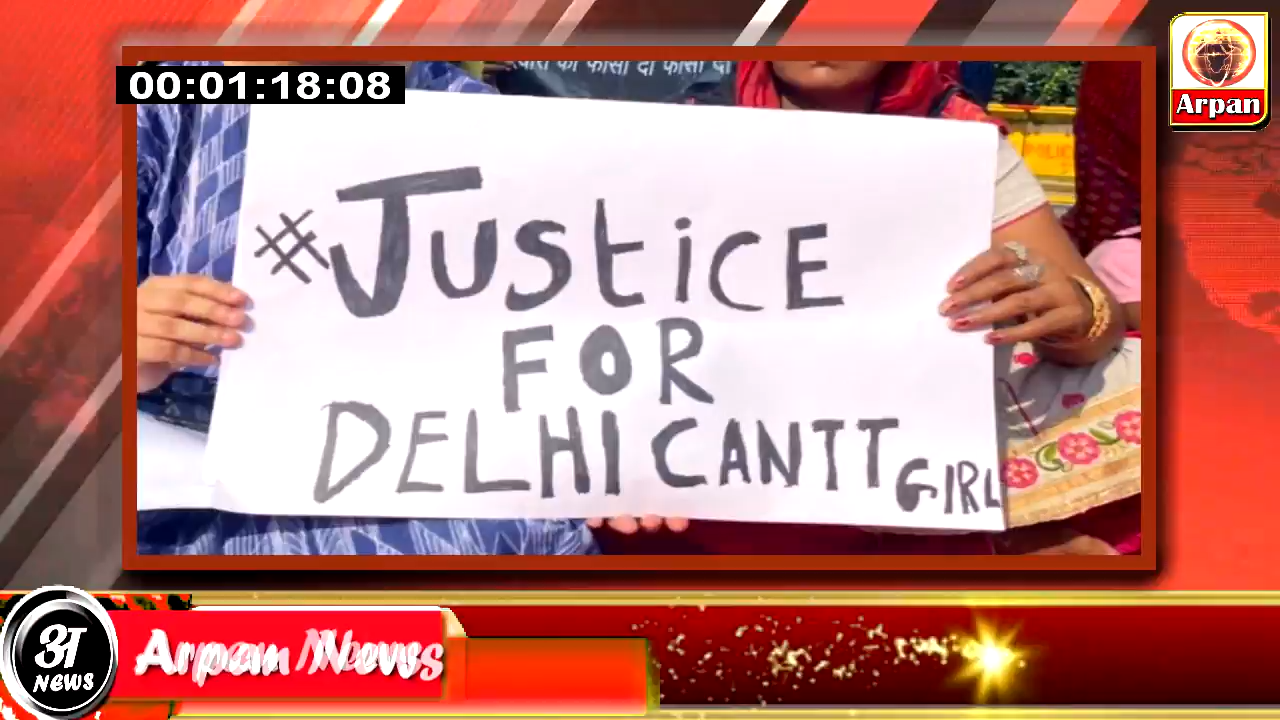 00:01:18:08
को फांसी दो फांसी दो
Arpan
#JUStiCE
FOR
DELHI CANTT GIRL
अ
NEWS
Arpan News